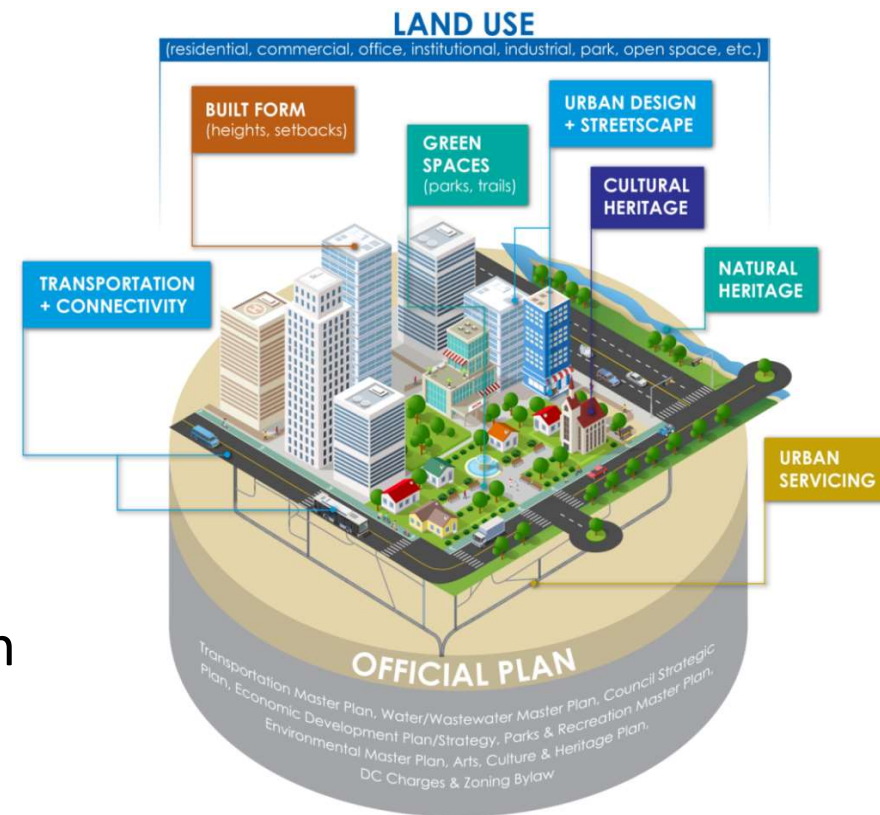 LAND USE
(residential, commercial, office, institutional, industrial, park, open space, etc.)
BUILT FORM
(heights, setbacks)
GREEN
SPACES
(parks, trails)
URBAN DESIGN
+ STREETSCAPE
CULTURAL
HERITAGE
TRANSPORTATION
+ CONNECTIVITY
NATURAL
HERITAGE
URBAN
SERVICING
n
OFFICIAL PLAN
Transportation Master Plan, Water/Wastewater Master Plan, Council Strategic
Plan, Economic Development Plan/Strategy, Parks & Recreation Master Plan,
Environmental Master Plan, Arts, Culture & Heritage Plan,
DC Charges & Zoning Bylaw